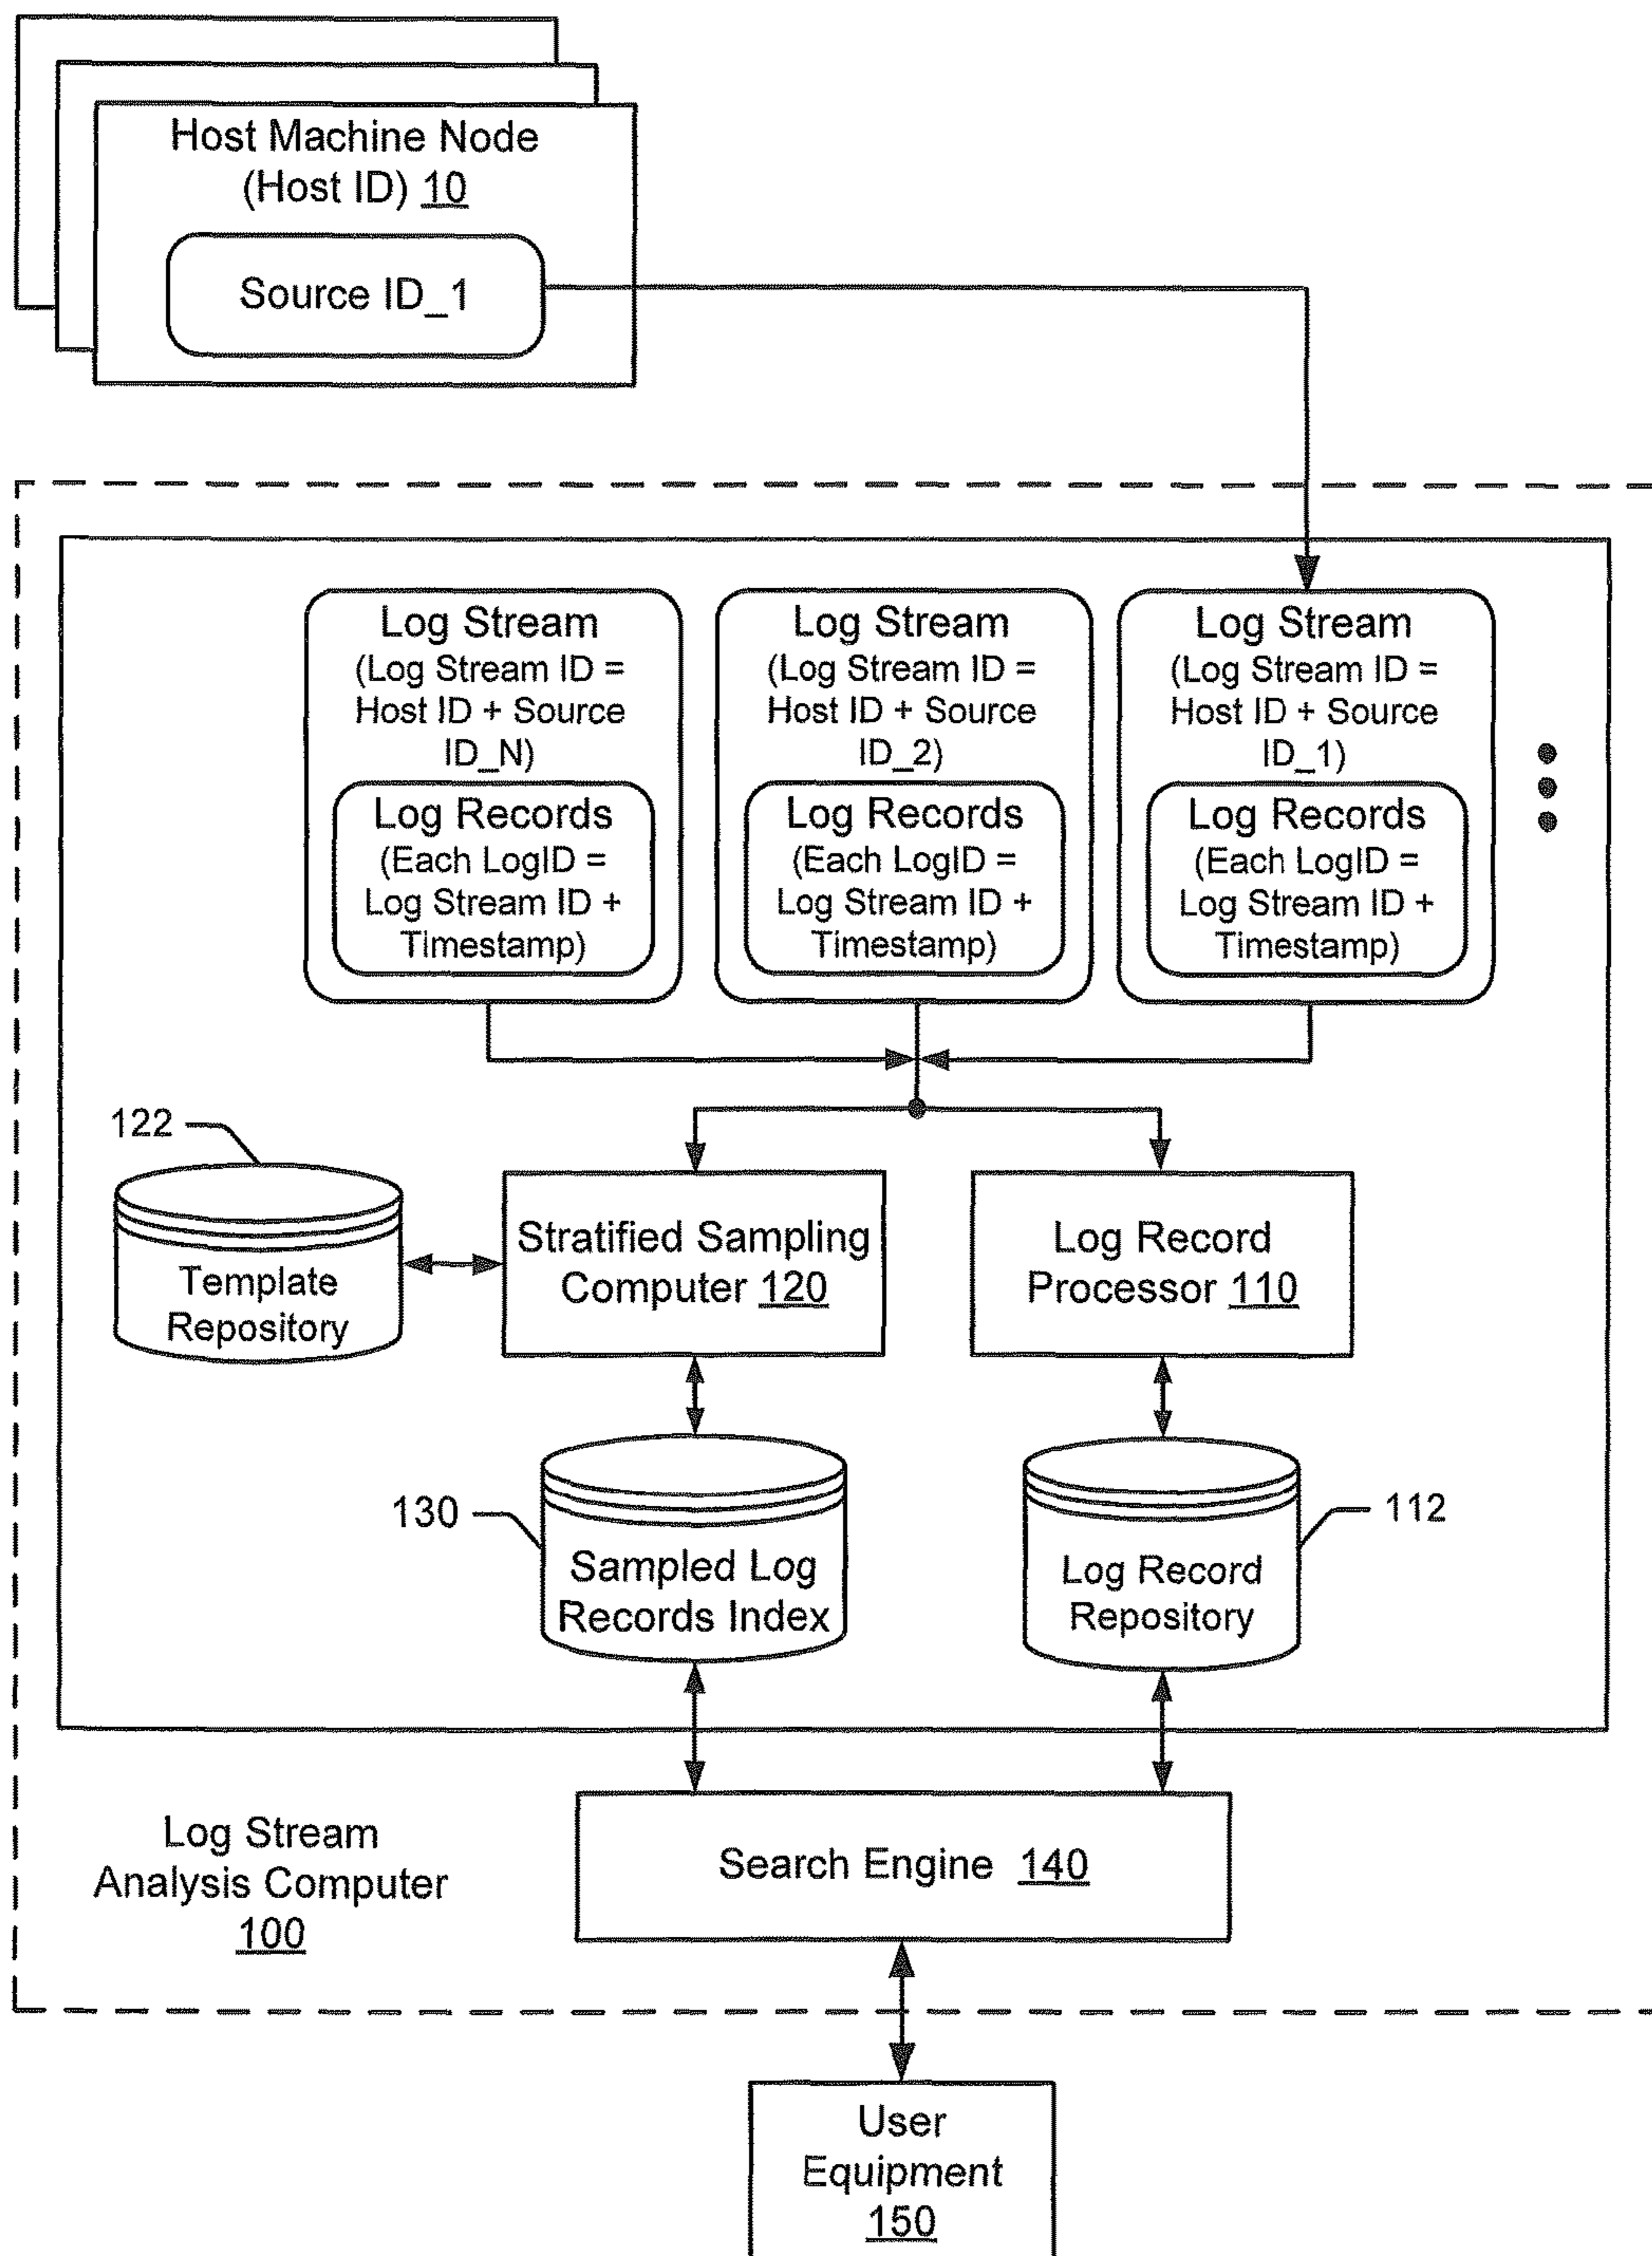 Host Machine Node
(Host ID) 10
Source ID_1
Log Stream
(Log Stream ID =
Host ID + Source
ID_N)
Log Records
(Each LogID =
Log Stream ID +
Timestamp)
Log Stream
(Log Stream ID =
Host ID + Source
ID_2)
Log Records
(Each LogID =
Log Stream ID +
Timestamp)
Log Stream
(Log Stream ID =
Host ID + Source
ID_1)
Log Records
(Each LogID =
Log Stream ID +
Timestamp)
122
Template
Repository
Stratified Sampling
Computer 120
Log Record
Processor 110
130
Sampled Log
Records Index
112
Log Record
Repository
Log Stream
Analysis Computer
100
Search Engine 140
User
Equipment
150